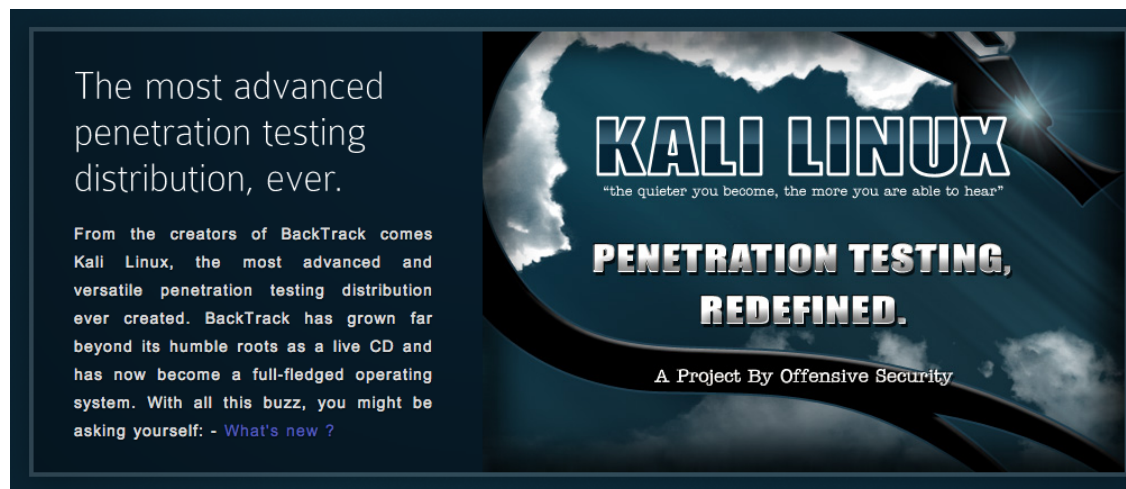 The most advanced
penetration testing
distribution, ever.
From the creators of BackTrack comes
Kali Linux, the most advanced and
versatile penetration testing distribution
ever created. BackTrack has grown far
beyond its humble roots as a live CD and
has now become a full-fledged operating
system. With all this buzz, you might be
asking yourself: - What's new ?
KALI LINUX
“the quieter you become, the more you are able to hear”
PENETRATION TESTING,
REDEFINED.
A Project By Offensive Security